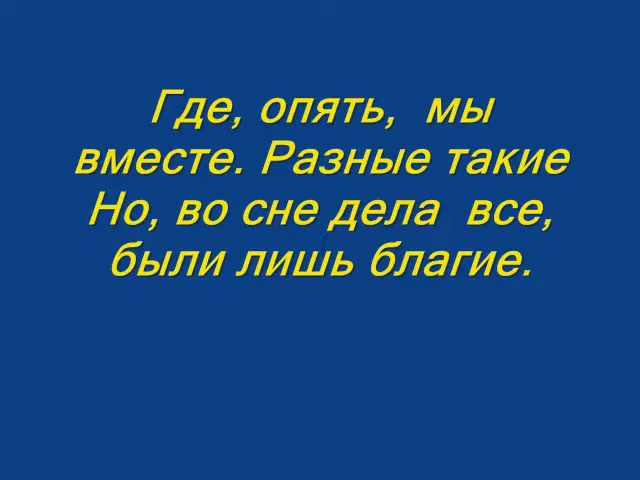 Где, опять, мы
вместе. Разные такие
Но, во сне дела все,
были лишь благие.